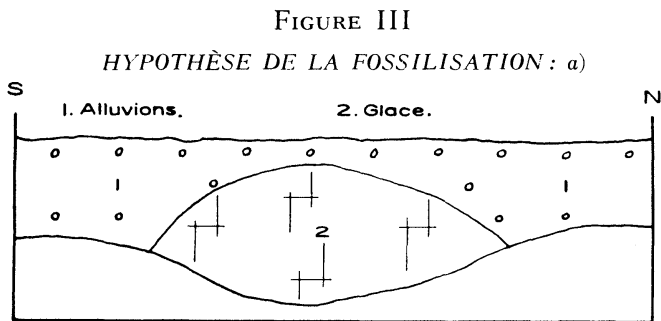 FIGURE III
HYPOTHÈSE DE LA FOSSILISATION : a)
S N
1. Alluvions. 2. Glace.
1 1
2